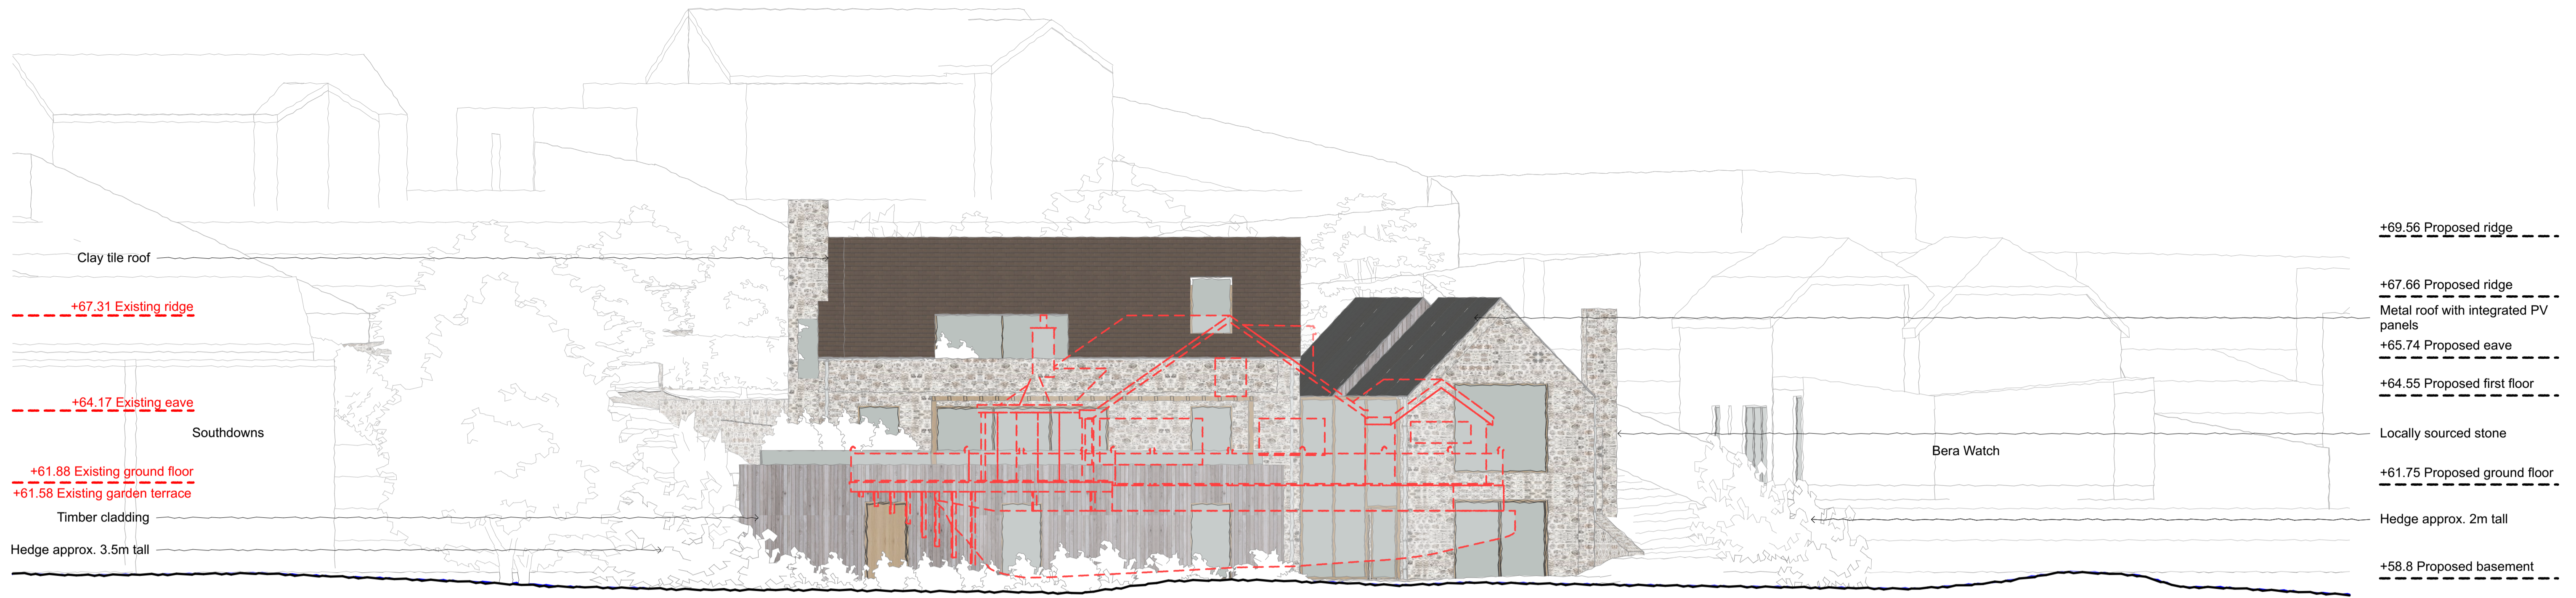 Clay tile roof
+67.31 Existing ridge
+64.17 Existing eave
Southdowns
+61.88 Existing ground floor
+61.58 Existing garden terrace
Timber cladding
Hedge approx. 3.5m tall
+69.56 Proposed ridge
+67.66 Proposed ridge
Metal roof with integrated PV
panels
+65.74 Proposed eave
+64.55 Proposed first floor
Locally sourced stone
Bera Watch
+61.75 Proposed ground floor
Hedge approx. 2m tall
+58.8 Proposed basement